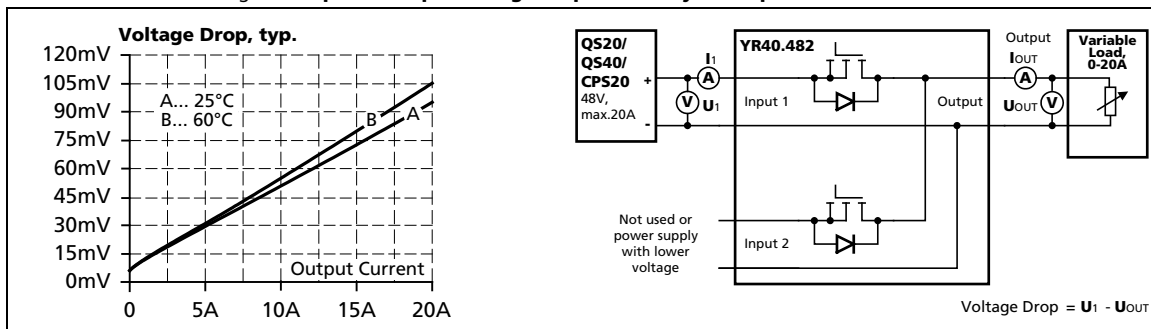 Voltage Drop, typ.
120mV
105mV
90mV
75mV
60mV
45mV
30mV
15mV
0mV
A... 25°C
B... 60°C
B
A
Output Current
0
5A
10A
15A
20A
QS20/
QS40/
CPS20
48V,
max.20A
+
-
I1
A
V
U1
YR40.482
Input 1
Output
Input 2
Not used or
power supply
with lower
voltage
Output
IOUT
A
UOUT
V
Variable
Load,
0-20A
Voltage Drop = U1 - UOUT